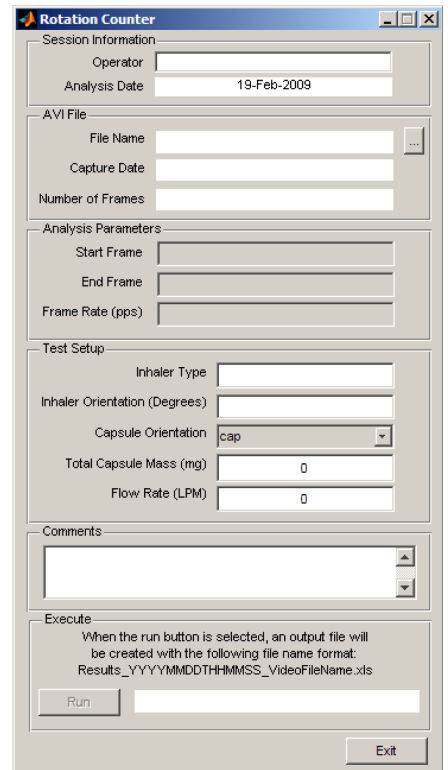 Rotation Counter
Session Information
Operator
Analysis Date 19-Feb-2009
AVI File
File Name ...
Capture Date
Number of Frames
Analysis Parameters
Start Frame
End Frame
Frame Rate (pps)
Test Setup
Inhaler Type
Inhaler Orientation (Degrees)
Capsule Orientation cap
Total Capsule Mass (mg) 0
Flow Rate (LPM) 0
Comments
Execute
When the run button is selected, an output file will
be created with the following file name format:
Results_YYYYMMDDTHHMMSS_VideoFileName.xls
Run
Exit